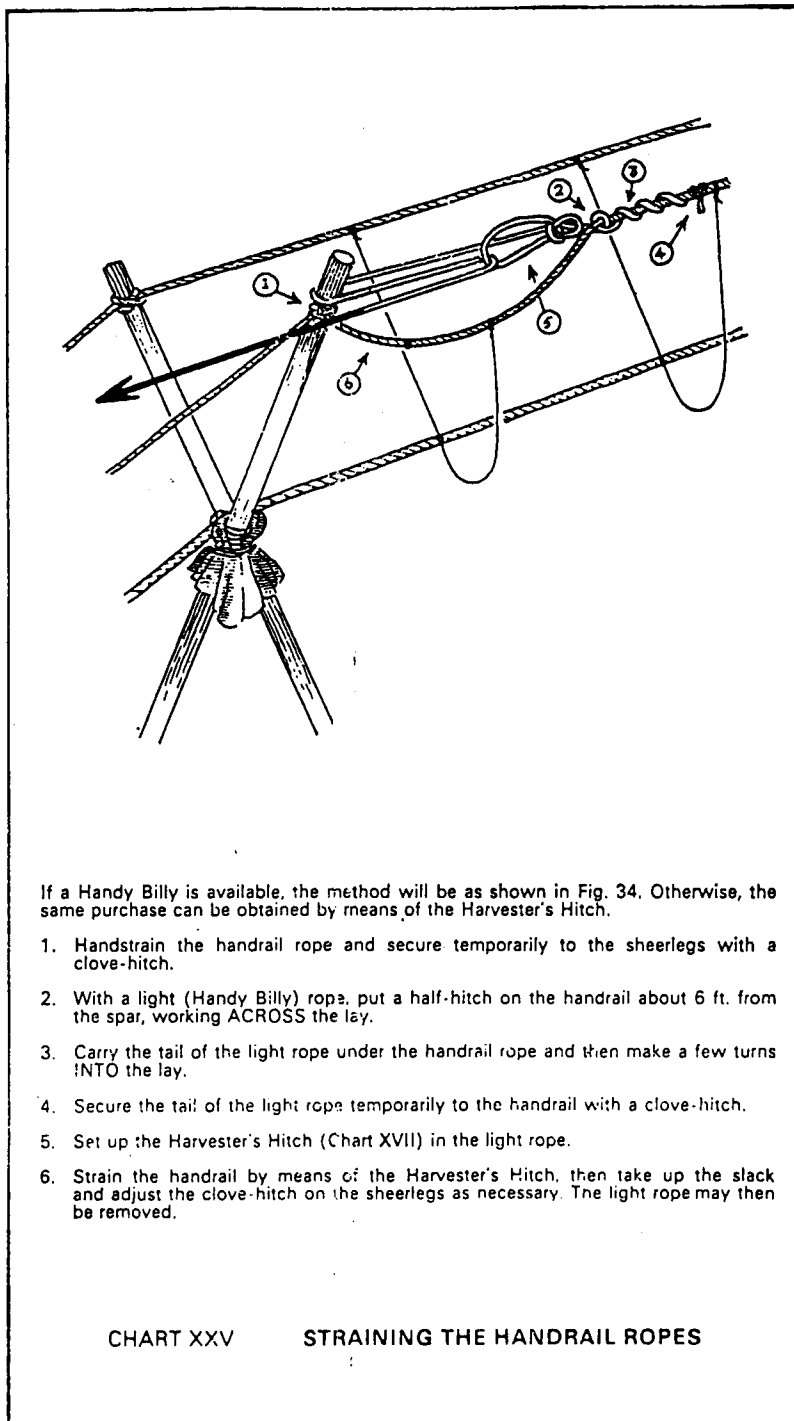 2
3
1
4
5
6
If a Handy Billy is available, the method will be as shown in Fig. 34. Otherwise, the
same purchase can be obtained by means of the Harvester's Hitch.
1. Handstrain the handrail rope and secure temporarily to the sheerlegs with a
clove-hitch.
2. With a light (Handy Billy) rope, put a half-hitch on the handrail about 6 ft. from
the spar, working ACROSS the lay.
3. Carry the tail of the light rope under the handrail rope and then make a few turns
INTO the lay.
4. Secure the tail of the light rope temporarily to the handrail with a clove-hitch.
5. Set up the Harvester's Hitch (Chart XVII) in the light rope.
6. Strain the handrail by means of the Harvester's Hitch, then take up the slack
and adjust the clove-hitch on the sheerlegs as necessary. The light rope may then
be removed.
CHART XXV STRAINING THE HANDRAIL ROPES